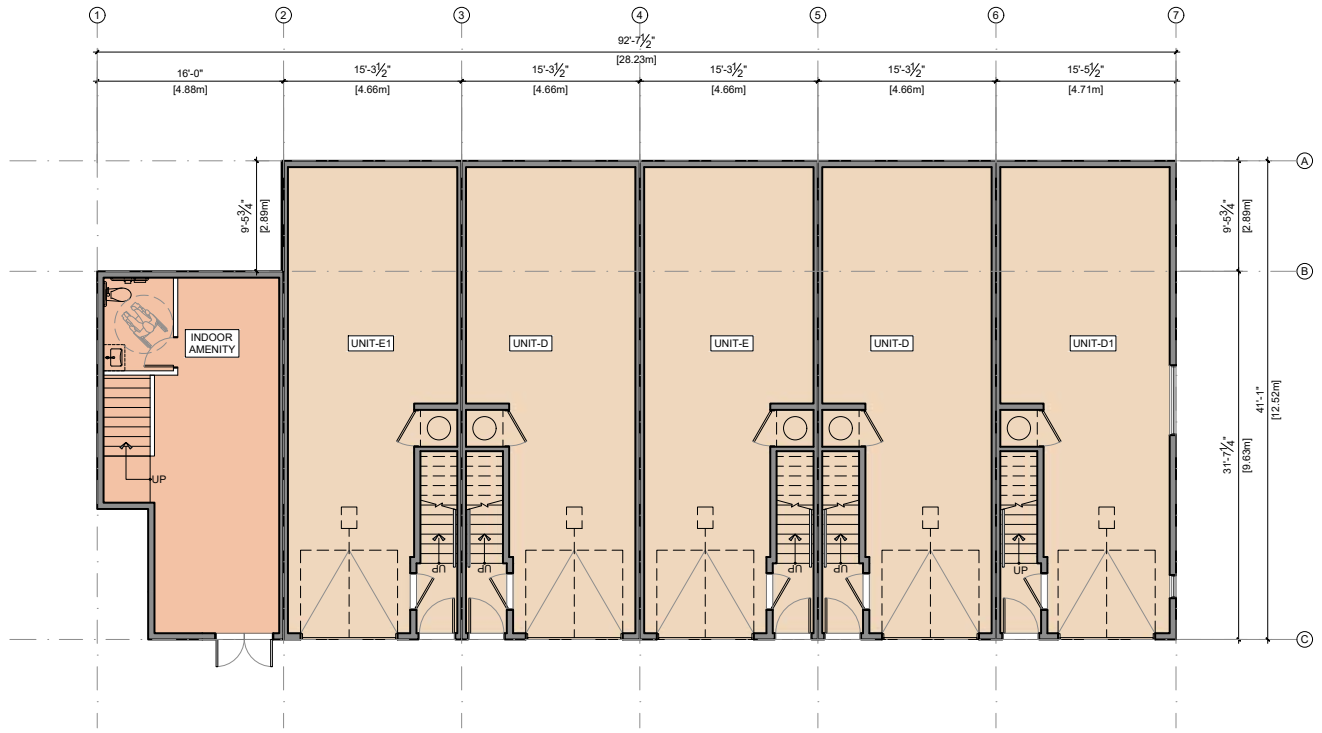 1 2 3 4 5 6 7
92'-7½"
[28.23m]
16'-0" 15'-3½" 15'-3½" 15'-3½" 15'-3½" 15'-5½"
[4.88m] [4.66m] [4.66m] [4.66m] [4.66m] [4.71m]
A
9'-5¾"
[2.89m]
9'-5¾"
[2.89m]
B
INDOOR
AMENITY
UNIT-E1 UNIT-D UNIT-E UNIT-D UNIT-D1
41'-1"
[12.52m]
31'-7¼"
[9.63m]
UP
UP UP UP UP UP
C